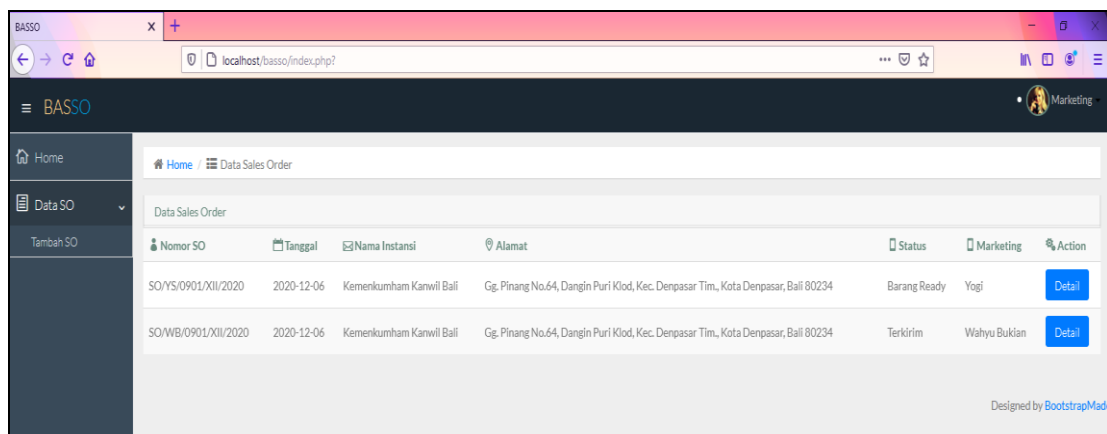 BASSO
localhost/basso/index.php?
BASSO
Marketing
Home
Home / Data Sales Order
Data SO
Tambah SO
Data Sales Order
Nomor SO Tanggal Nama Instansi Alamat Status Marketing Action
SO/YS/0901/XII/2020 2020-12-06 Kemenkumham Kanwil Bali Gg. Pinang No.64, Dangin Puri Klod, Kec. Denpasar Tim., Kota Denpasar, Bali 80234 Barang Ready Yogi Detail
SO/WB/0901/XII/2020 2020-12-06 Kemenkumham Kanwil Bali Gg. Pinang No.64, Dangin Puri Klod, Kec. Denpasar Tim., Kota Denpasar, Bali 80234 Terkirim Wahyu Bukian Detail
Designed by BootstrapMad